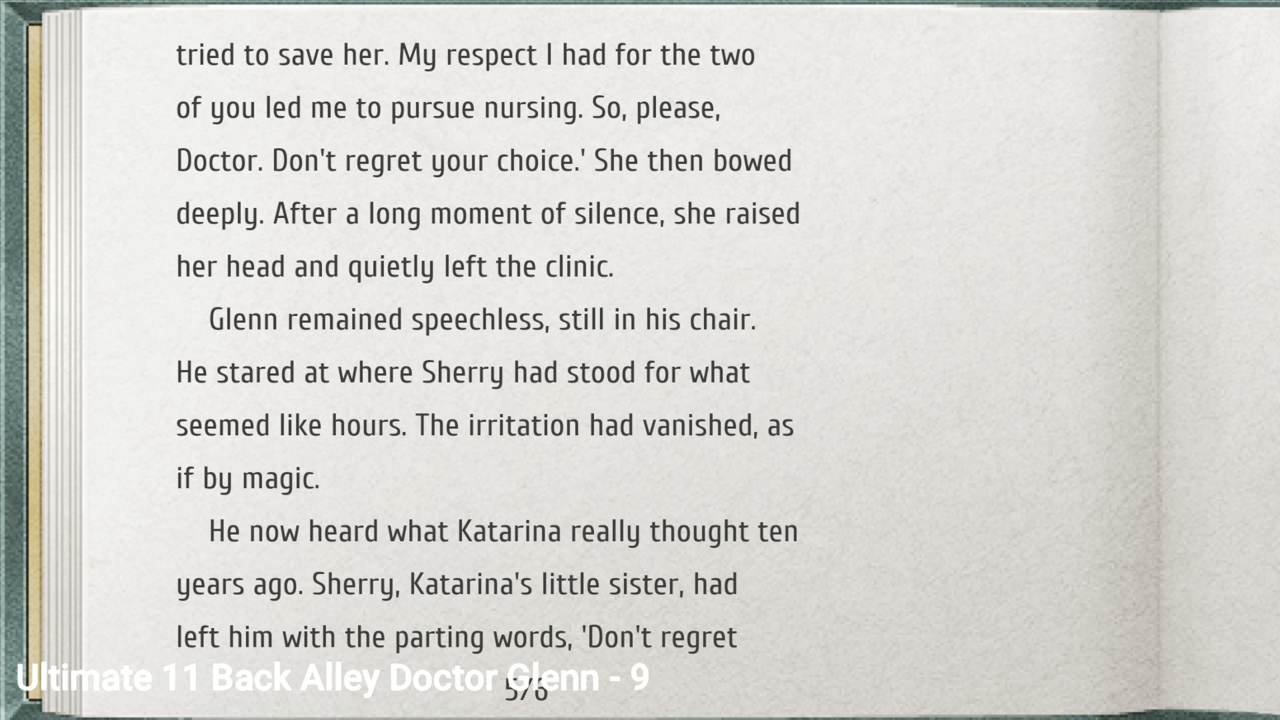 tried to save her. My respect I had for the two
of you led me to pursue nursing. So, please,
Doctor. Don't regret your choice.' She then bowed
deeply. After a long moment of silence, she raised
her head and quietly left the clinic.
Glenn remained speechless, still in his chair.
He stared at where Sherry had stood for what
seemed like hours. The irritation had vanished, as
if by magic.
He now heard what Katarina really thought ten
years ago. Sherry, Katarina's little sister, had
left him with the parting words, 'Don't regret
Ultimate 11 Back Alley Doctor Glenn - 9
5/6